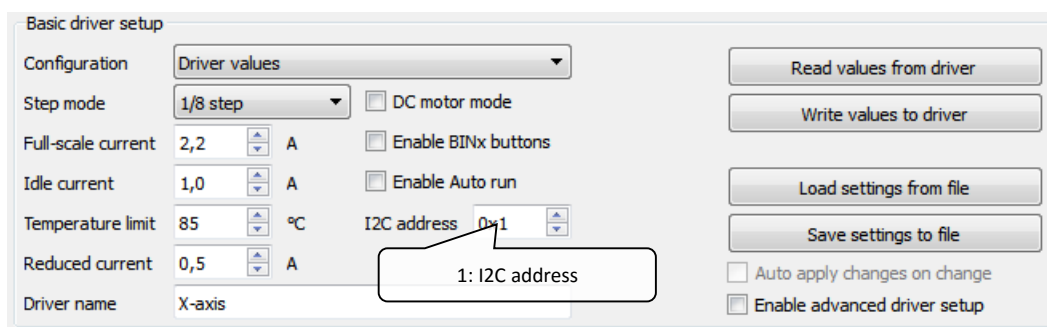 Basic driver setup
Configuration Driver values
Read values from driver
Step mode 1/8 step DC motor mode
Write values to driver
Full-scale current 2,2 A Enable BINx buttons
Idle current 1,0 A Enable Auto run
Load settings from file
Temperature limit 85 ºC I2C address 0x1
Save settings to file
Reduced current 0,5 A
1: I2C address
Auto apply changes on change
Driver name X-axis
Enable advanced driver setup